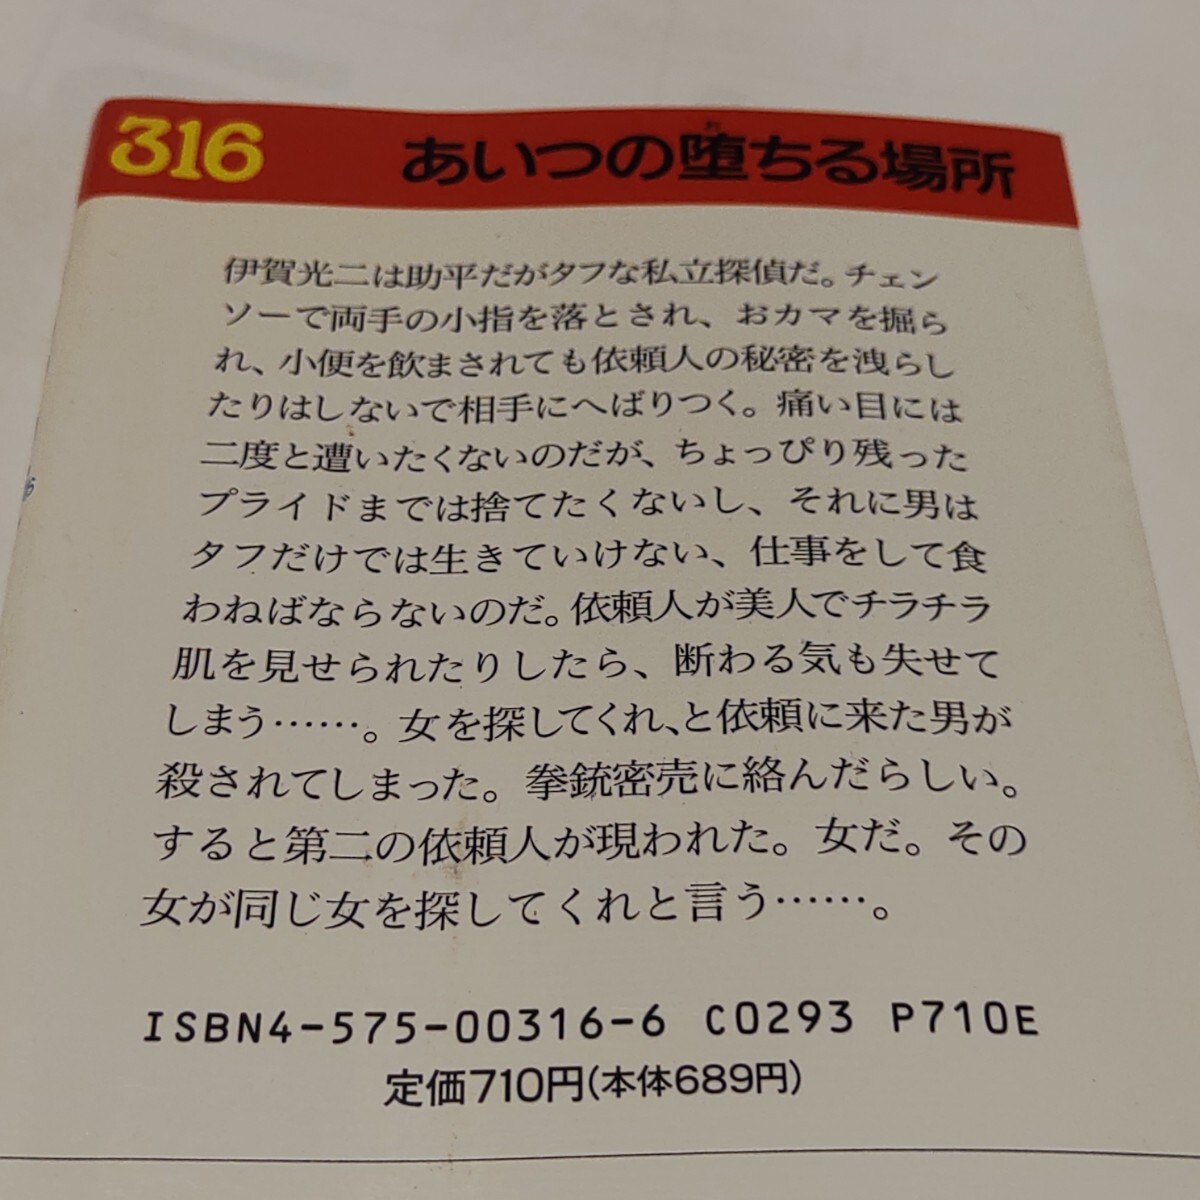 316
あいつの堕ちる場所
伊賀光二は助平だがタフな私立探偵だ。チェン
ソーで両手の小指を落とされ、おカマを掘ら
れ、小便を飲まされても依頼人の秘密を洩らし
たりはしないで相手にへばりつく。痛い目には
二度と遭いたくないのだが、ちょっぴり残った
プライドまでは捨てたくないし、それに男は
タフだけでは生きていけない、仕事をして食
わねばならないのだ。依頼人が美人でチラチラ
肌を見せられたりしたら、断わる気も失せて
しまう……。女を探してくれ、と依頼に来た男が
殺されてしまった。拳銃密売に絡んだらしい。
すると第二の依頼人が現われた。女だ。その
女が同じ女を探してくれと言う……。
ISBN4-575-00316-6 C0293 P710E
定価710円(本体689円)